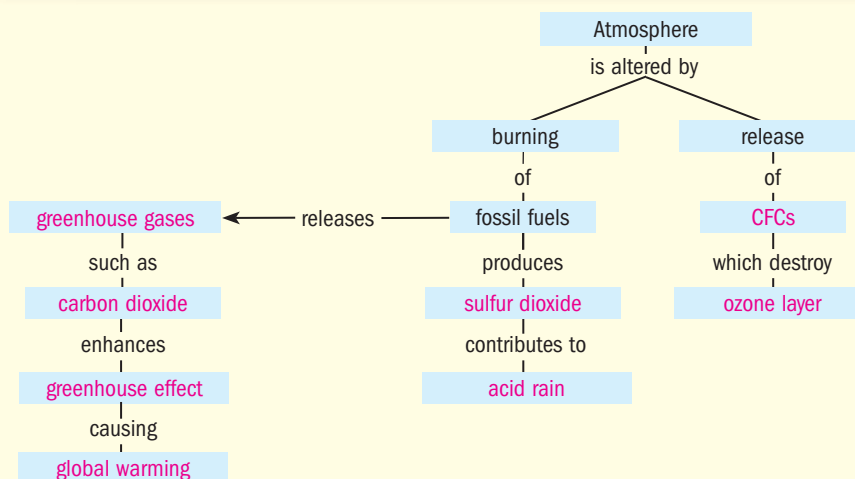 Atmosphere
is altered by
burning
release
of
of
greenhouse gases
releases
fossil fuels
CFCs
such as
produces
which destroy
carbon dioxide
sulfur dioxide
ozone layer
enhances
contributes to
greenhouse effect
acid rain
causing
global warming